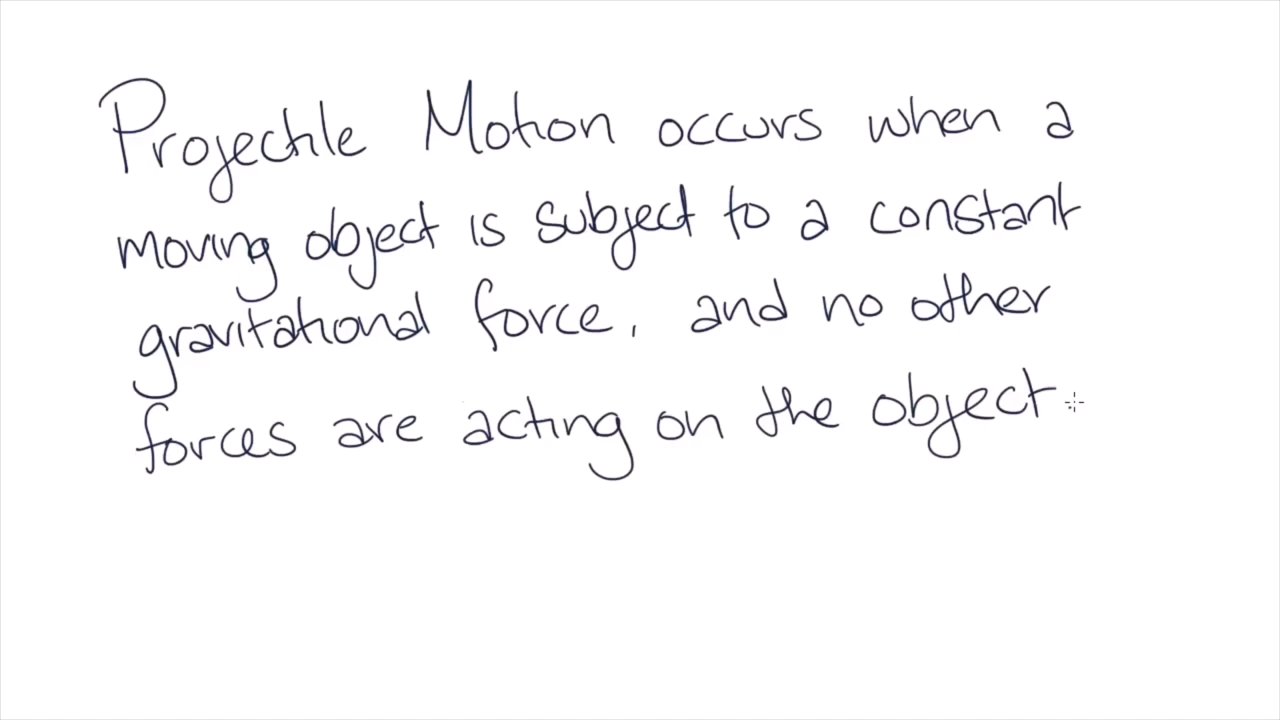 Projectile Motion occurs when a
moving object is subject to a constant
gravitational force, and no other
forces are acting on the object